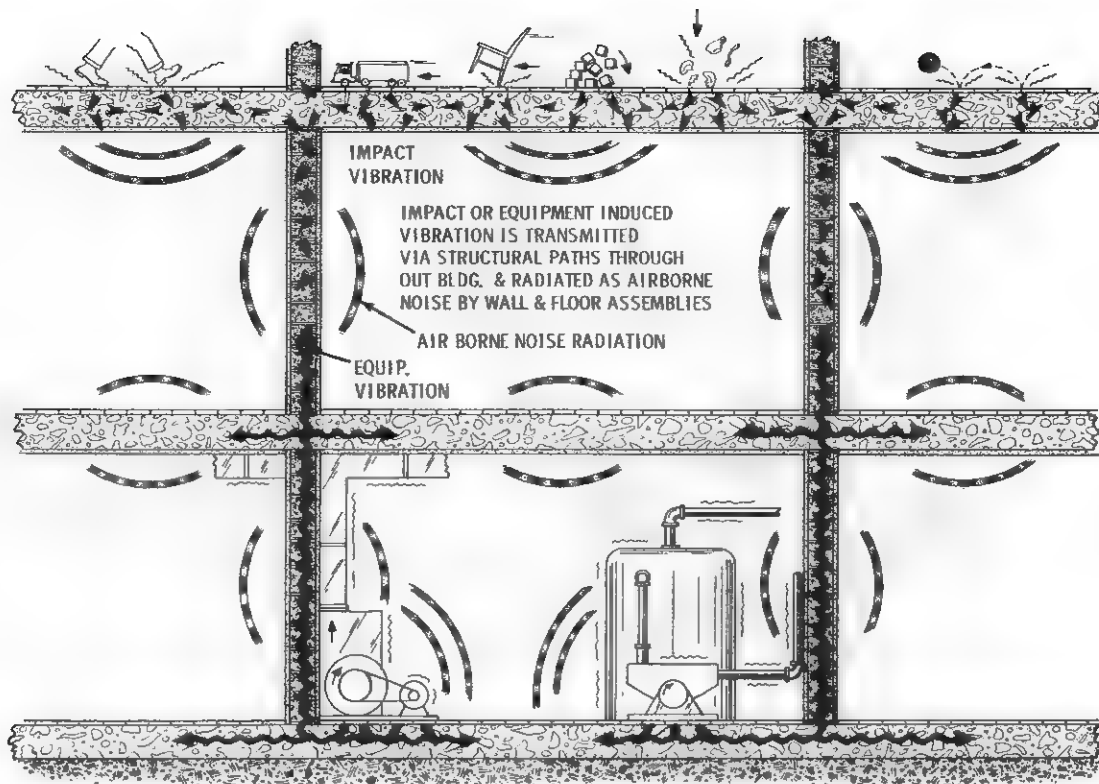 IMPACT
VIBRATION
IMPACT OR EQUIPMENT INDUCED
VIBRATION IS TRANSMITTED
VIA STRUCTURAL PATHS THROUGH
OUT BLDG. & RADIATED AS AIRBORNE
NOISE BY WALL & FLOOR ASSEMBLIES
AIR BORNE NOISE RADIATION
EQUIP.
VIBRATION